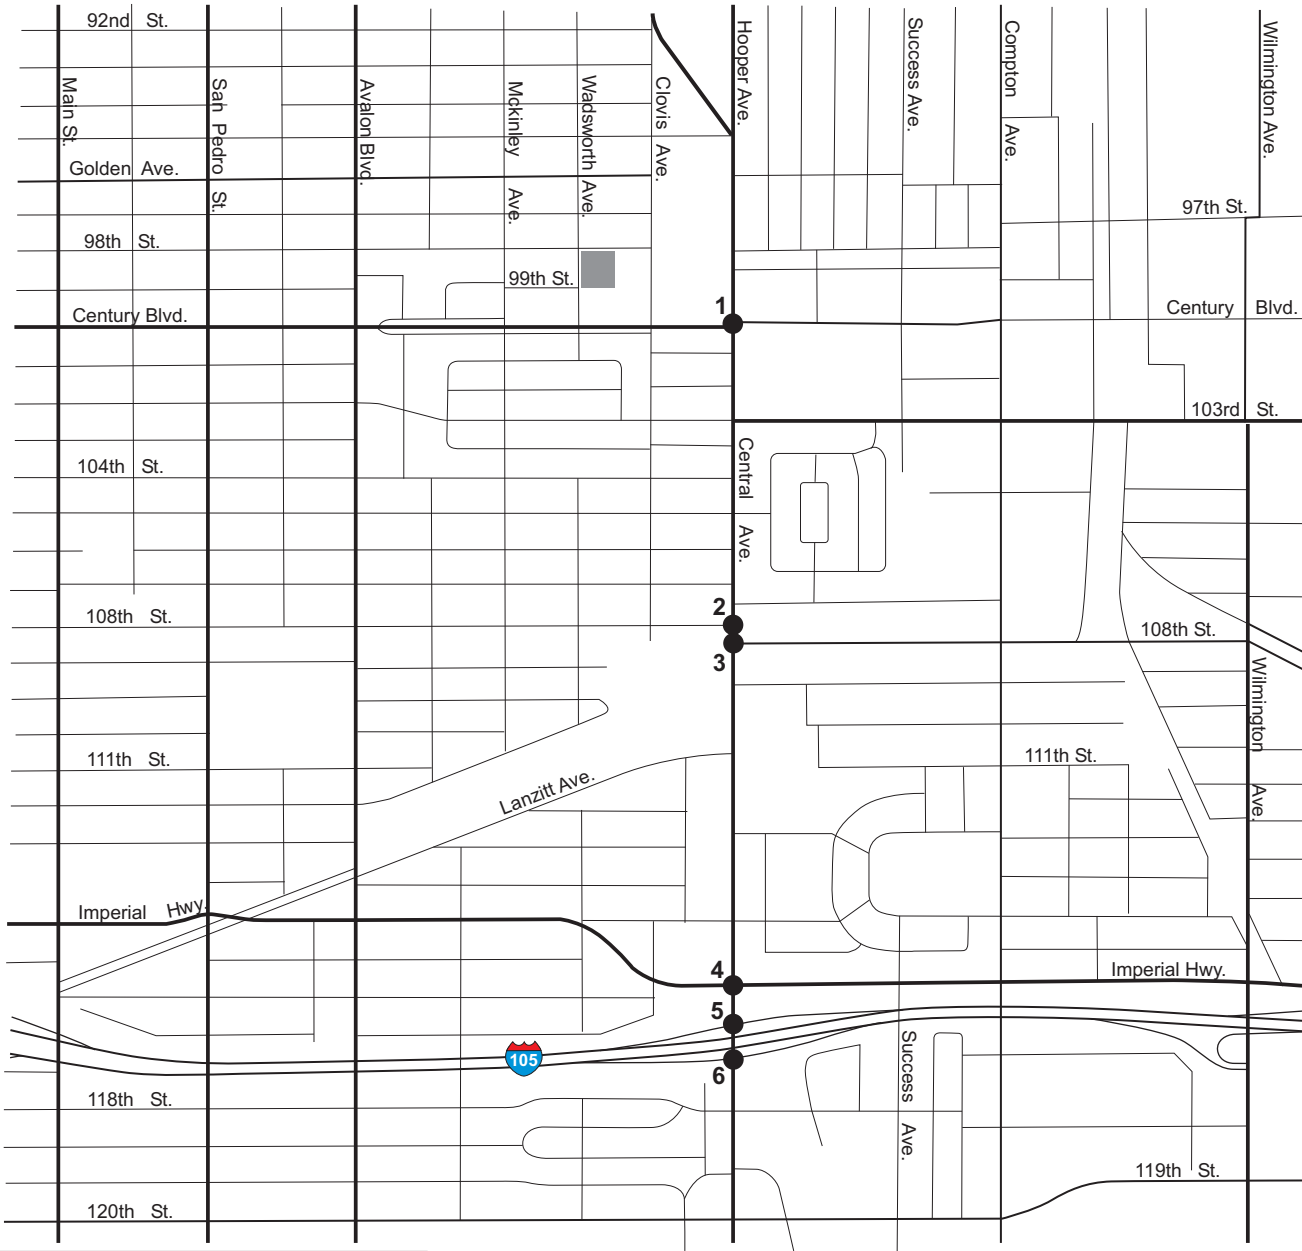 92nd St.
Main St.
San Pedro St.
Avalon Blvd.
Mckinley Ave.
Wadsworth Ave.
Clovis Ave.
Hooper Ave.
Success Ave.
Compton Ave.
Wilmington Ave.
Golden Ave.
97th St.
98th St.
99th St.
1
Century Blvd.
Century Blvd.
103rd St.
104th St.
Central Ave.
2
108th St.
108th St.
3
Wilmington Ave.
111th St.
111th St.
Lanzitt Ave.
Imperial Hwy.
4
Imperial Hwy.
5
105
6
Success Ave.
118th St.
119th St.
120th St.